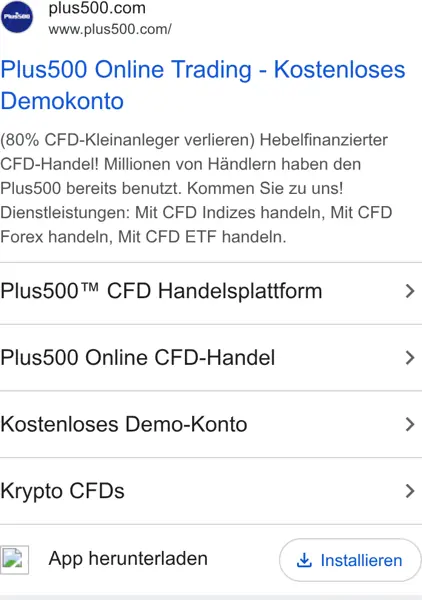 Plus500
plus500.com
www.plus500.com/
Plus500 Online Trading - Kostenloses
Demokonto
(80% CFD-Kleinanleger verlieren) Hebelfinanzierter
CFD-Handel! Millionen von Händlern haben den
Plus500 bereits benutzt. Kommen Sie zu uns!
Dienstleistungen: Mit CFD Indizes handeln, Mit CFD
Forex handeln, Mit CFD ETF handeln.
Plus500™ CFD Handelsplattform
Plus500 Online CFD-Handel
Kostenloses Demo-Konto
Krypto CFDs
App herunterladen
Installieren